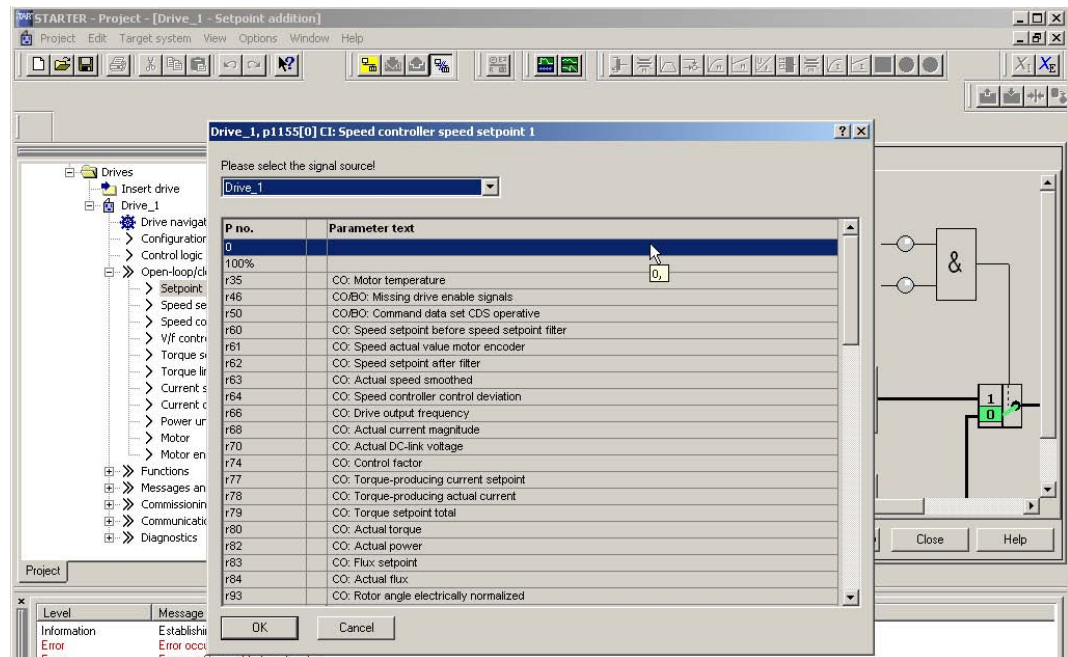 STARTER - Project - [Drive_1 - Setpoint addition]
Project Edit Target system View Options Window Help
Drive_1, p1155[0] CI: Speed controller speed setpoint 1
Please select the signal source!
Drive_1
P no. Parameter text
0
100%
0,
r35 CO: Motor temperature
r46 CO/BO: Missing drive enable signals
r50 CO/BO: Command data set CDS operative
r60 CO: Speed setpoint before speed setpoint filter
r61 CO: Speed actual value motor encoder
r62 CO: Speed setpoint after filter
r63 CO: Actual speed smoothed
r64 CO: Speed controller control deviation
r66 CO: Drive output frequency
r68 CO: Actual current magnitude
r70 CO: Actual DC-link voltage
r74 CO: Control factor
r77 CO: Torque-producing current setpoint
r78 CO: Torque-producing actual current
r79 CO: Torque setpoint total
r80 CO: Actual torque
r82 CO: Actual power
r83 CO: Flux setpoint
r84 CO: Actual flux
r93 CO: Rotor angle electrically normalized
OK Cancel
Drives
Insert drive
Drive_1
Drive navigat
Configuration
Control logic
Open-loop/cl
Setpoint
Speed se
Speed co
V/f contr
Torque s
Torque lir
Current s
Current c
Power ur
Motor
Motor en
Functions
Messages an
Commissionin
Communicatio
Diagnostics
Project
&
1
0
Close Help
Level Message
Information Establishi
Error Error occu